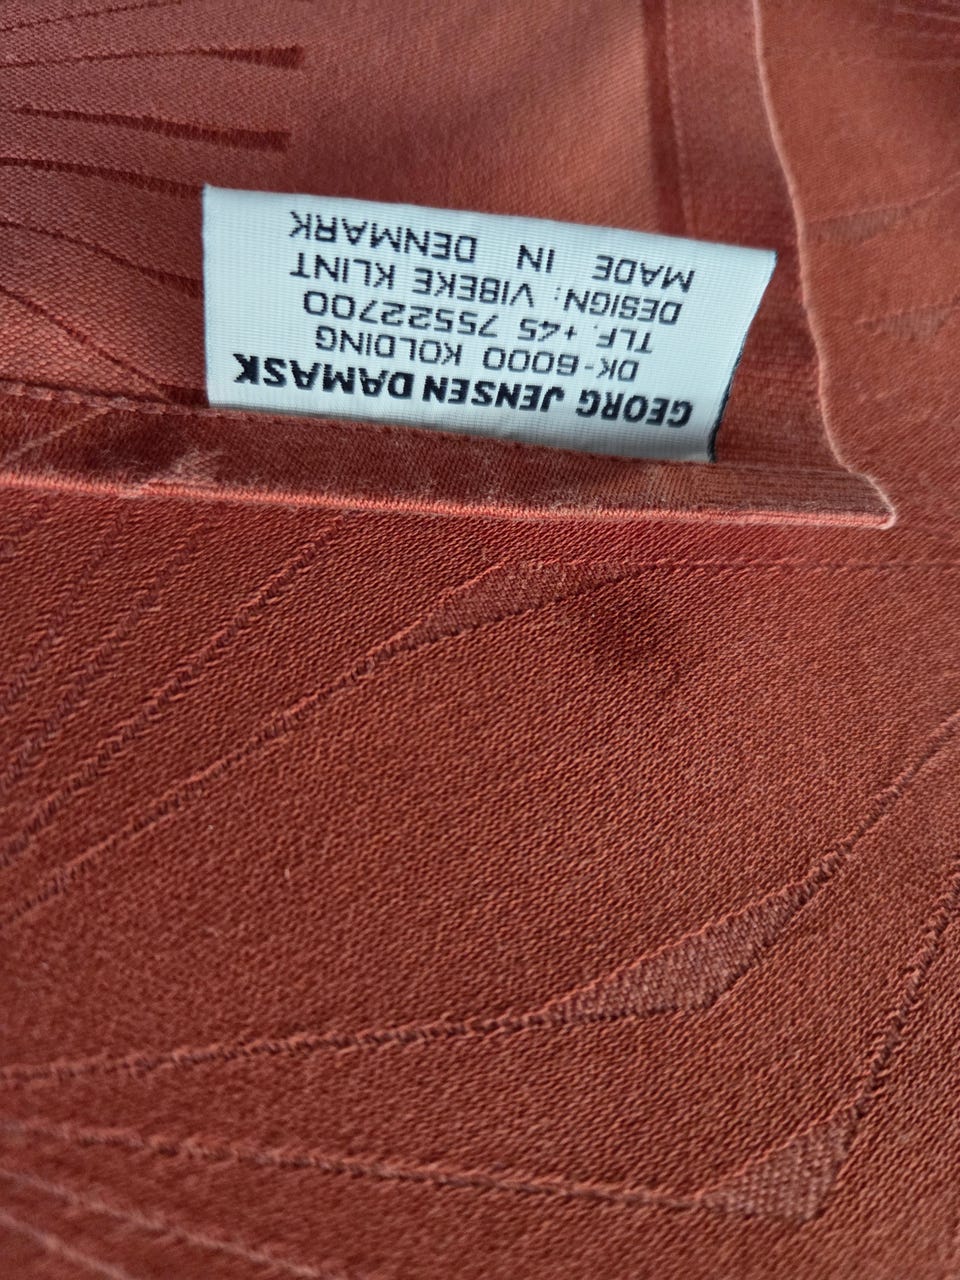 GEORG JENSEN DAMASK
DK-6000 KOLDING
TLF. +45 75522700
DESIGN: VIBEKE KLINT
MADE IN DENMARK